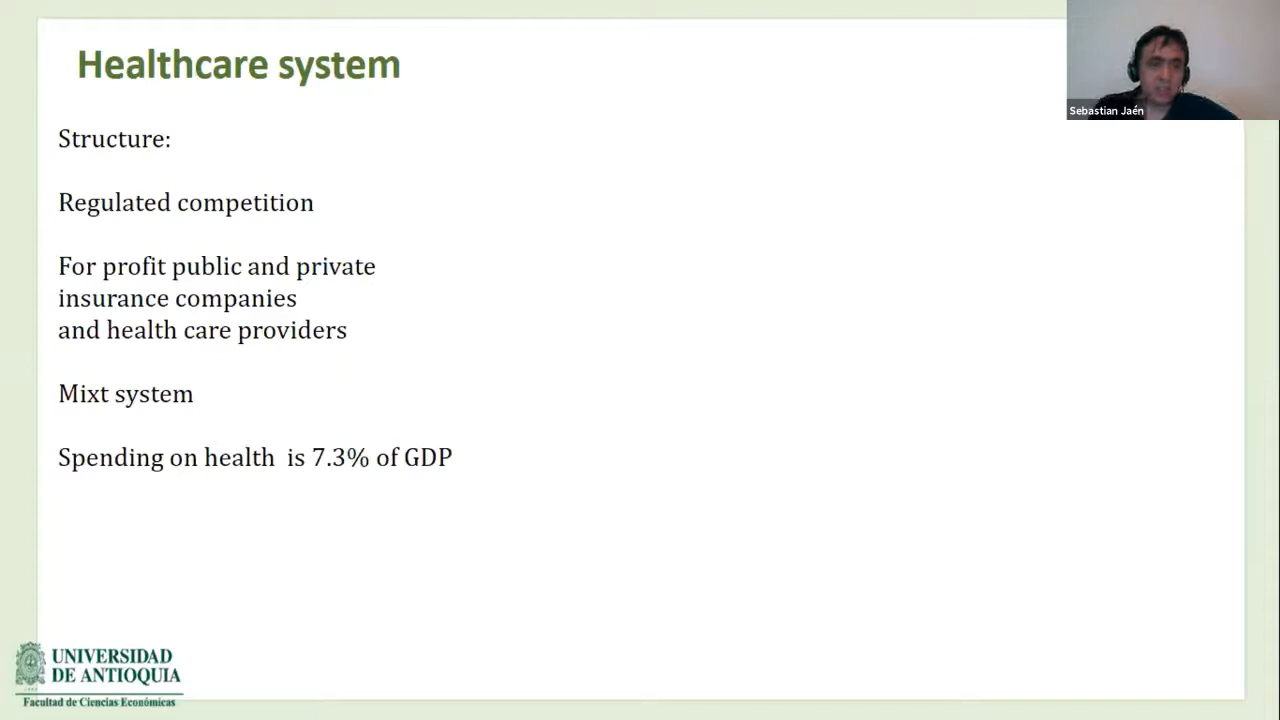 Healthcare system
Sebastian Jaén
Structure:
Regulated competition
For profit public and private
insurance companies
and health care providers
Mixt system
Spending on health  is 7.3% of GDP
UNIVERSIDAD
DE ANTIOQUIA
Facultad de Ciencias Económicas